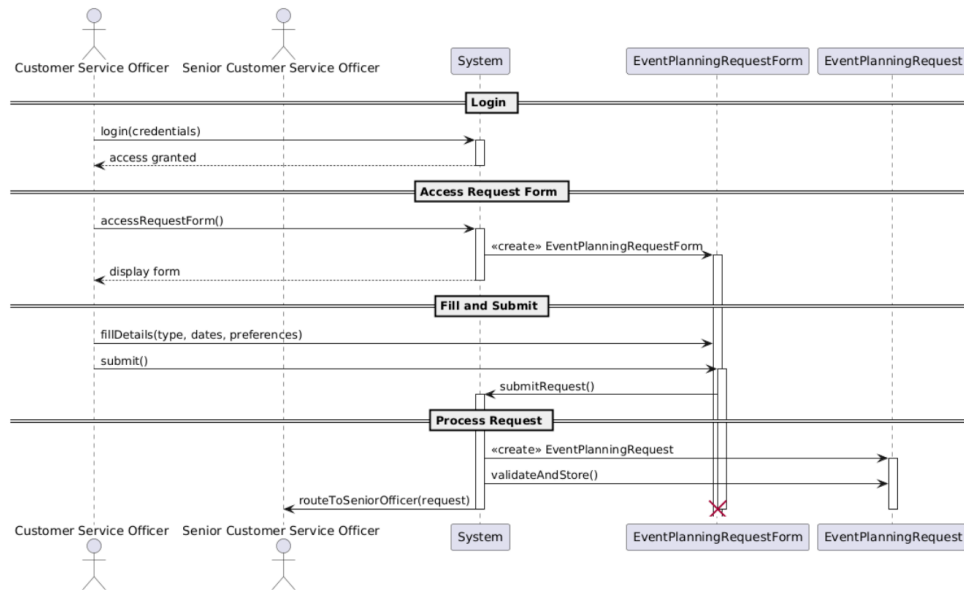 Customer Service Officer
Senior Customer Service Officer
System
EventPlanningRequestForm
EventPlanningRequest
Login
login(credentials)
access granted
Access Request Form
accessRequestForm()
«create» EventPlanningRequestForm
display form
Fill and Submit
fillDetails(type, dates, preferences)
submit()
submitRequest()
Process Request
«create» EventPlanningRequest
validateAndStore()
routeToSeniorOfficer(request)
Customer Service Officer
Senior Customer Service Officer
System
EventPlanningRequestForm
EventPlanningRequest